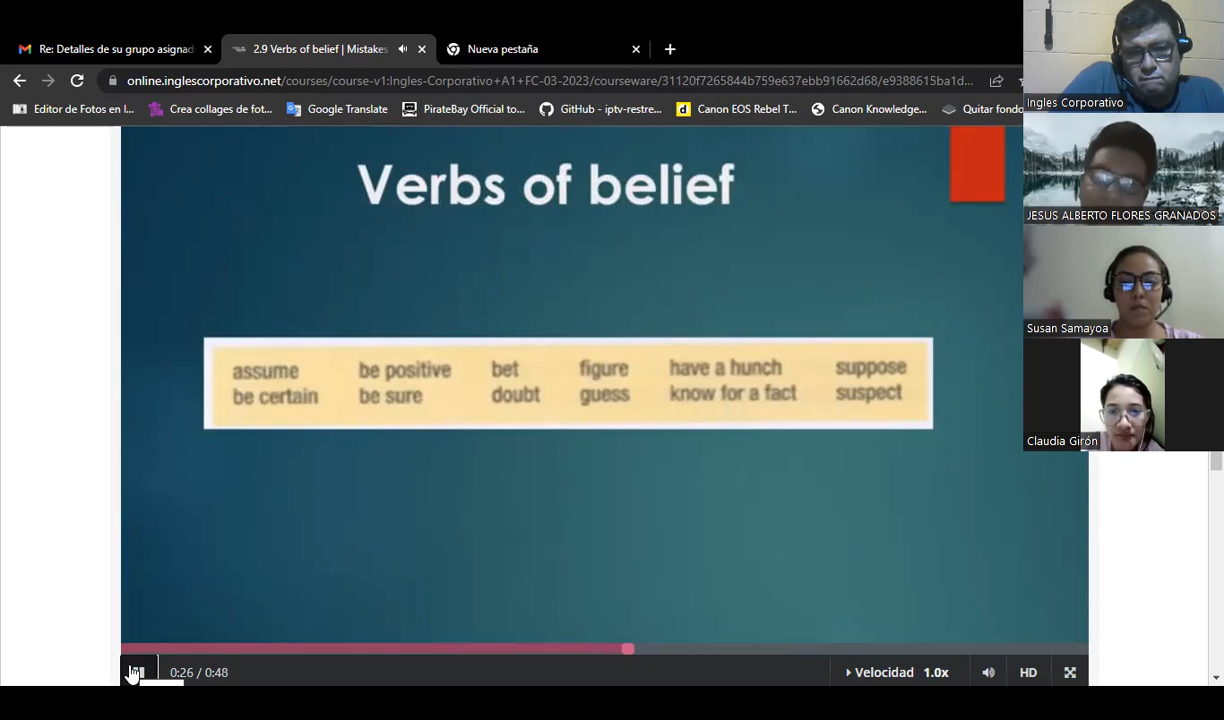 Re: Detalles de su grupo asignad
2.9 Verbs of belief | Mistakes
Nueva pestaña
online.inglescorporativo.net/courses/course-v1:Ingles-Corporativo+A1+FC-03-2023/courseware/31120f7265844b759e637ebb91662d68/e9388615ba1d...
Editor de Fotos en l...
Crea collages de fot...
Google Translate
PirateBay Official to...
GitHub - iptv-restre...
Canon EOS Rebel T...
Canon Knowledge...
Quitar fondo
Ingles Corporativo
JESUS ALBERTO FLORES GRANADOS
Susan Samayoa
Claudia Girón
Verbs of belief
assume be positive bet figure have a hunch suppose
be certain be sure doubt guess know for a fact suspect
0:26 / 0:48
Velocidad 1.0x
HD